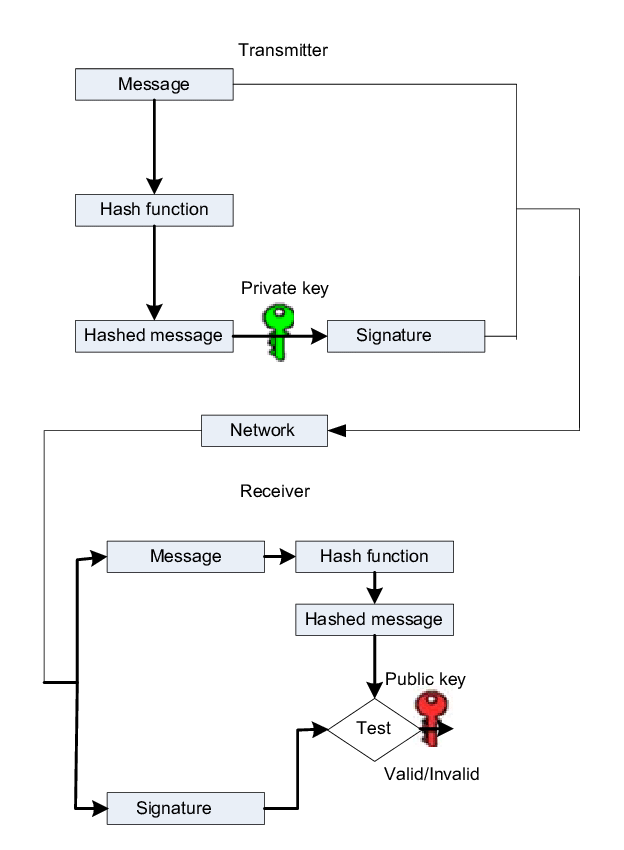 Transmitter
Message
Hash function
Private key
Hashed message
Signature
Network
Receiver
Message
Hash function
Hashed message
Public key
Test
Valid/Invalid
Signature